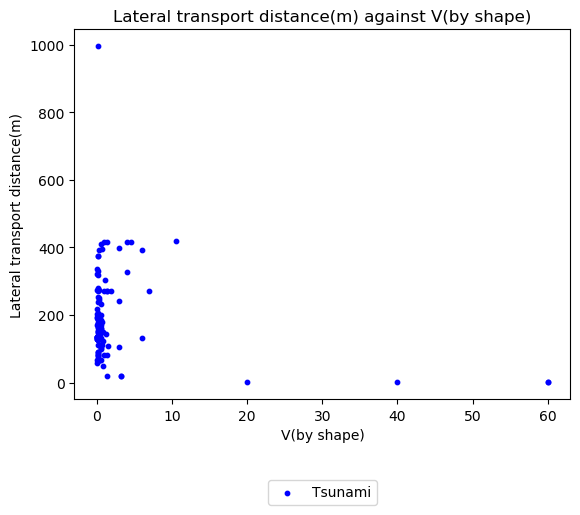 Lateral transport distance(m) against V(by shape)
1000
800
600
400
200
0
Lateral transport distance(m)
0 10 20 30 40 50 60
V(by shape)
Tsunami